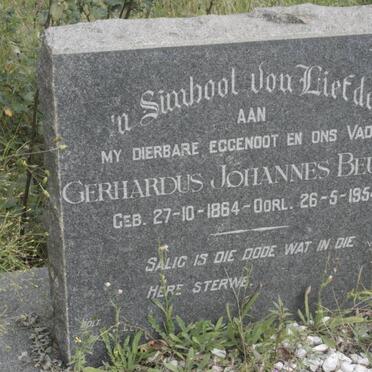 'n Simbool von Liefde
AAN
MY DIERBARE EGGENOOT EN ONS VAD
GERHARDUS JOHANNES BEU
GEB. 27-10-1864 - OORL. 26-5-195
SALIG IS DIE DODE WAT IN DIE
HERE STERWE